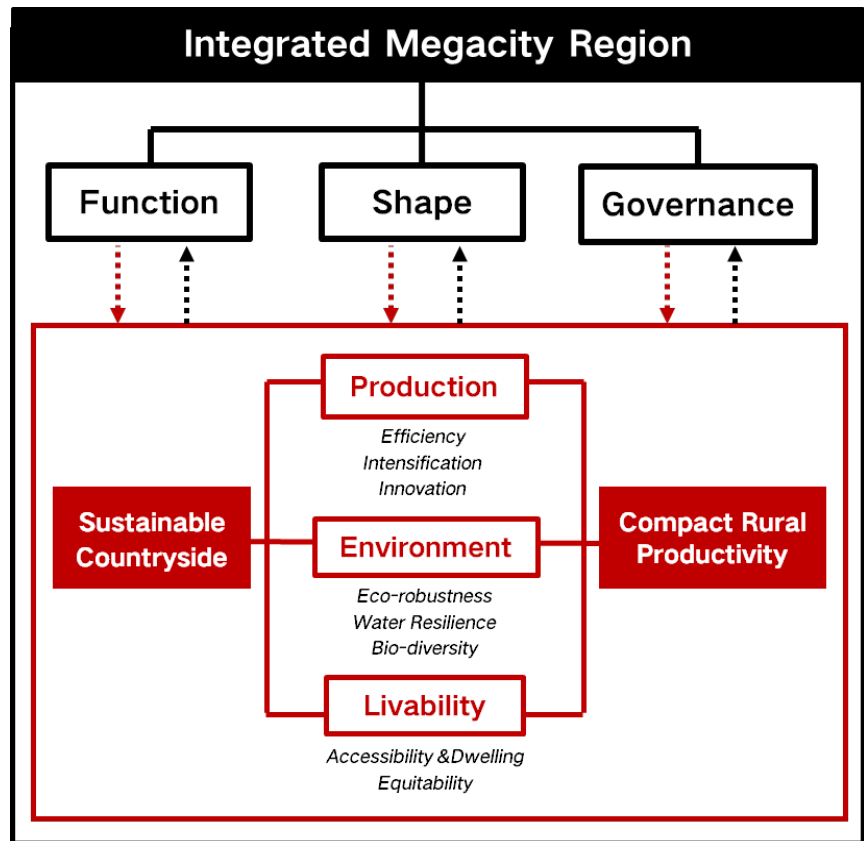 Integrated Megacity Region
Function
Shape
Governance
Production
Efficiency
Intensification
Innovation
Sustainable
Countryside
Environment
Compact Rural
Productivity
Eco-robustness
Water Resilience
Bio-diversity
Livability
Accessibility &Dwelling
Equitability